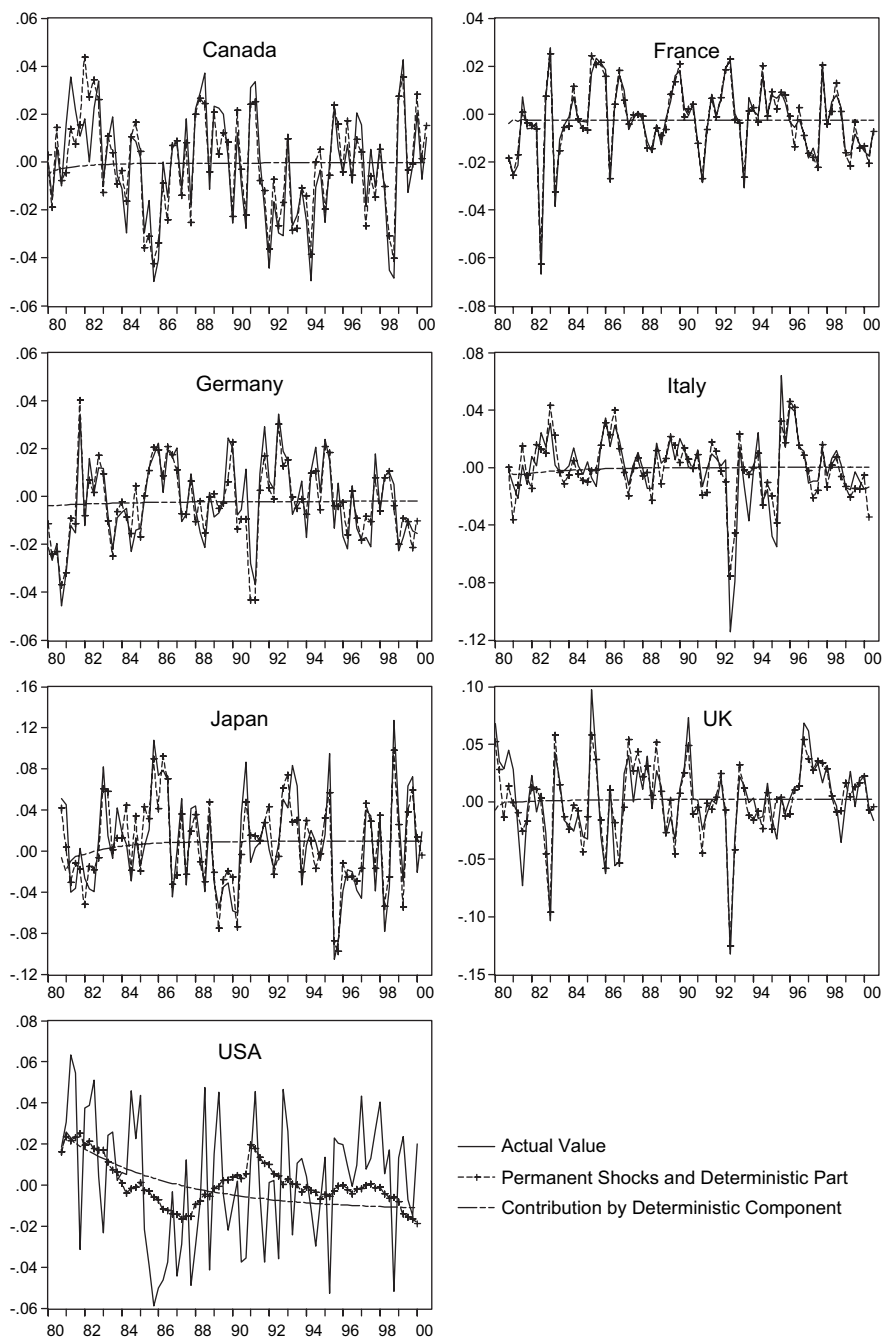 Canada
.06
.04
.02
.00
-.02
-.04
-.06
80 82 84 86 88 90 92 94 96 98 00
France
.04
.00
-.04
-.08
80 82 84 86 88 90 92 94 96 98 00
Germany
.06
.04
.02
.00
-.02
-.04
-.06
80 82 84 86 88 90 92 94 96 98 00
Italy
.08
.04
.00
-.04
-.08
-.12
80 82 84 86 88 90 92 94 96 98 00
Japan
.16
.12
.08
.04
.00
-.04
-.08
-.12
80 82 84 86 88 90 92 94 96 98 00
UK
.10
.05
.00
-.05
-.10
-.15
80 82 84 86 88 90 92 94 96 98 00
USA
.08
.06
.04
.02
.00
-.02
-.04
-.06
80 82 84 86 88 90 92 94 96 98 00
Actual Value
Permanent Shocks and Deterministic Part
Contribution by Deterministic Component